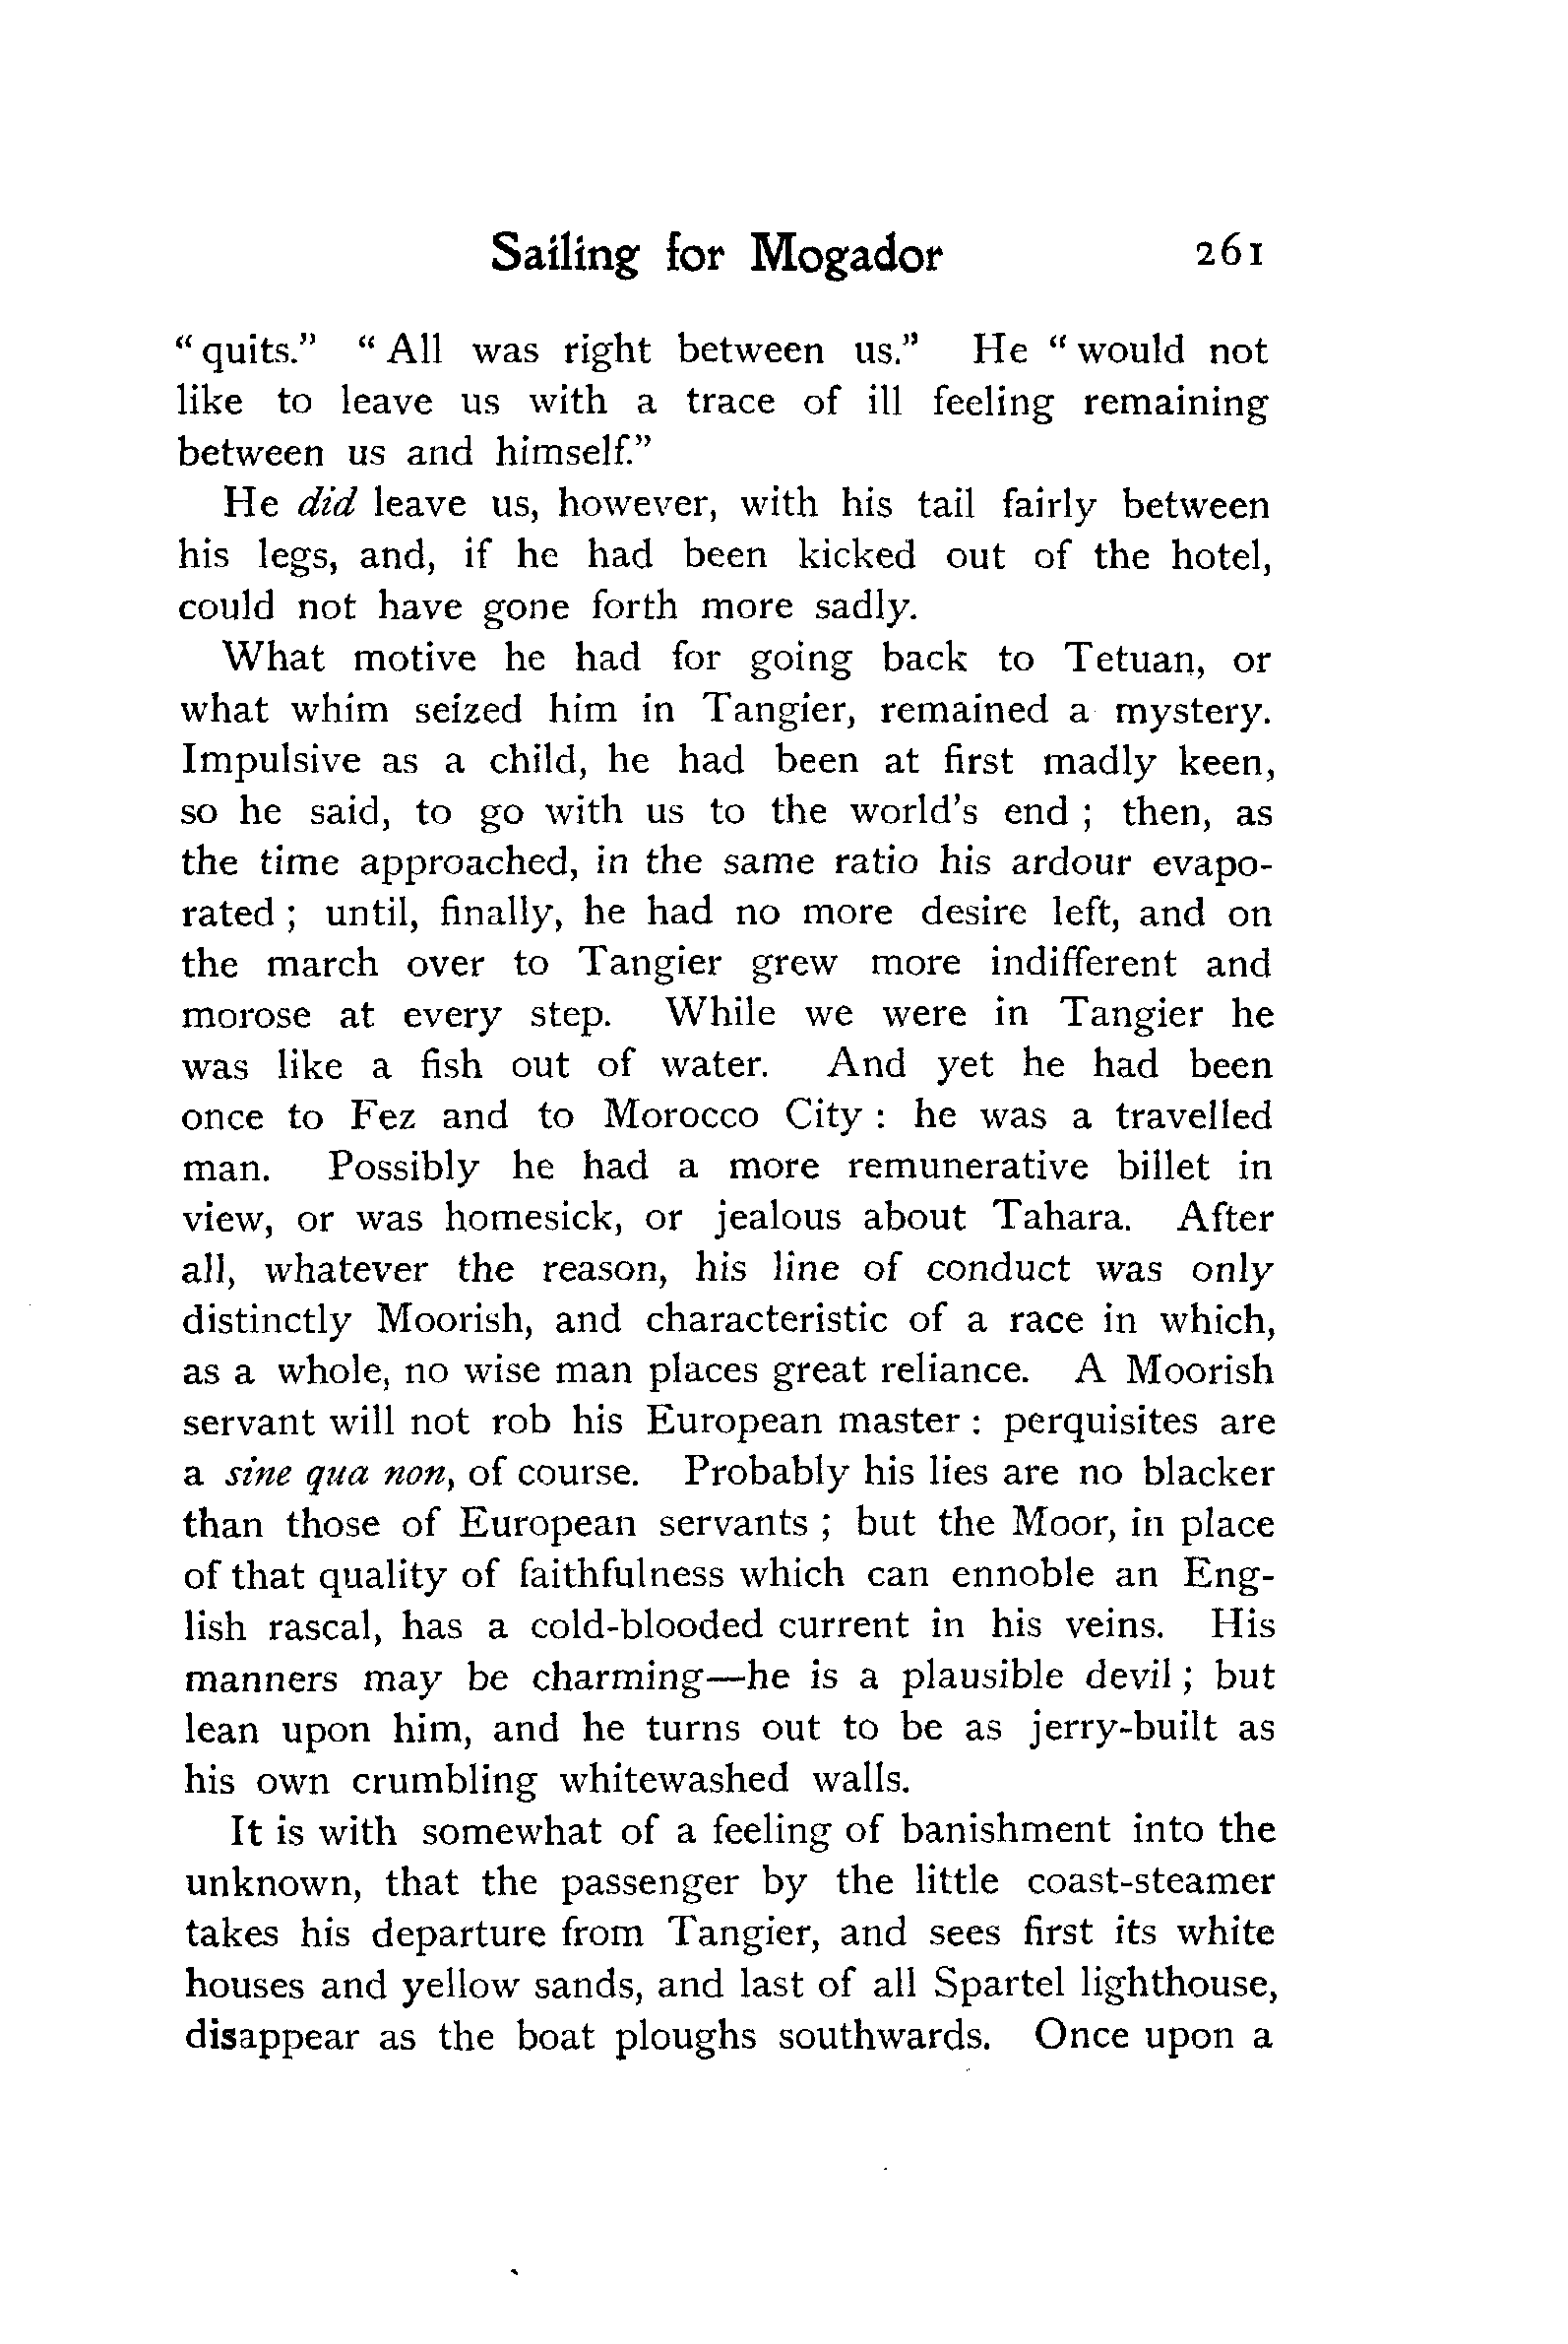 Sailing for Mogador 261
“quits.” “All was right between us.” He “would not
like to leave us with a trace of ill feeling remaining
between us and himself.”
He did leave us, however, with his tail fairly between
his legs, and, if he had been kicked out of the hotel,
could not have gone forth more sadly.
What motive he had for going back to Tetuan, or
what whim seized him in Tangier, remained a mystery.
Impulsive as a child, he had been at first madly keen,
so he said, to go with us to the world’s end ; then, as
the time approached, in the same ratio his ardour evapo-
rated ; until, finally, he had no more desire left, and on
the march over to Tangier grew more indifferent and
morose at every step. While we were in Tangier he
was like a fish out of water. And yet he had been
once to Fez and to Morocco City : he was a travelled
man. Possibly he had a more remunerative billet in
view, or was homesick, or jealous about Tahara. After
all, whatever the reason, his line of conduct was only
distinctly Moorish, and characteristic of a race in which,
as a whole, no wise man places great reliance. A Moorish
servant will not rob his European master : perquisites are
a sine qua non, of course. Probably his lies are no blacker
than those of European servants ; but the Moor, in place
of that quality of faithfulness which can ennoble an Eng-
lish rascal, has a cold-blooded current in his veins. His
manners may be charming—he is a plausible devil ; but
lean upon him, and he turns out to be as jerry-built as
his own crumbling whitewashed walls.
It is with somewhat of a feeling of banishment into the
unknown, that the passenger by the little coast-steamer
takes his departure from Tangier, and sees first its white
houses and yellow sands, and last of all Spartel lighthouse,
disappear as the boat ploughs southwards. Once upon a